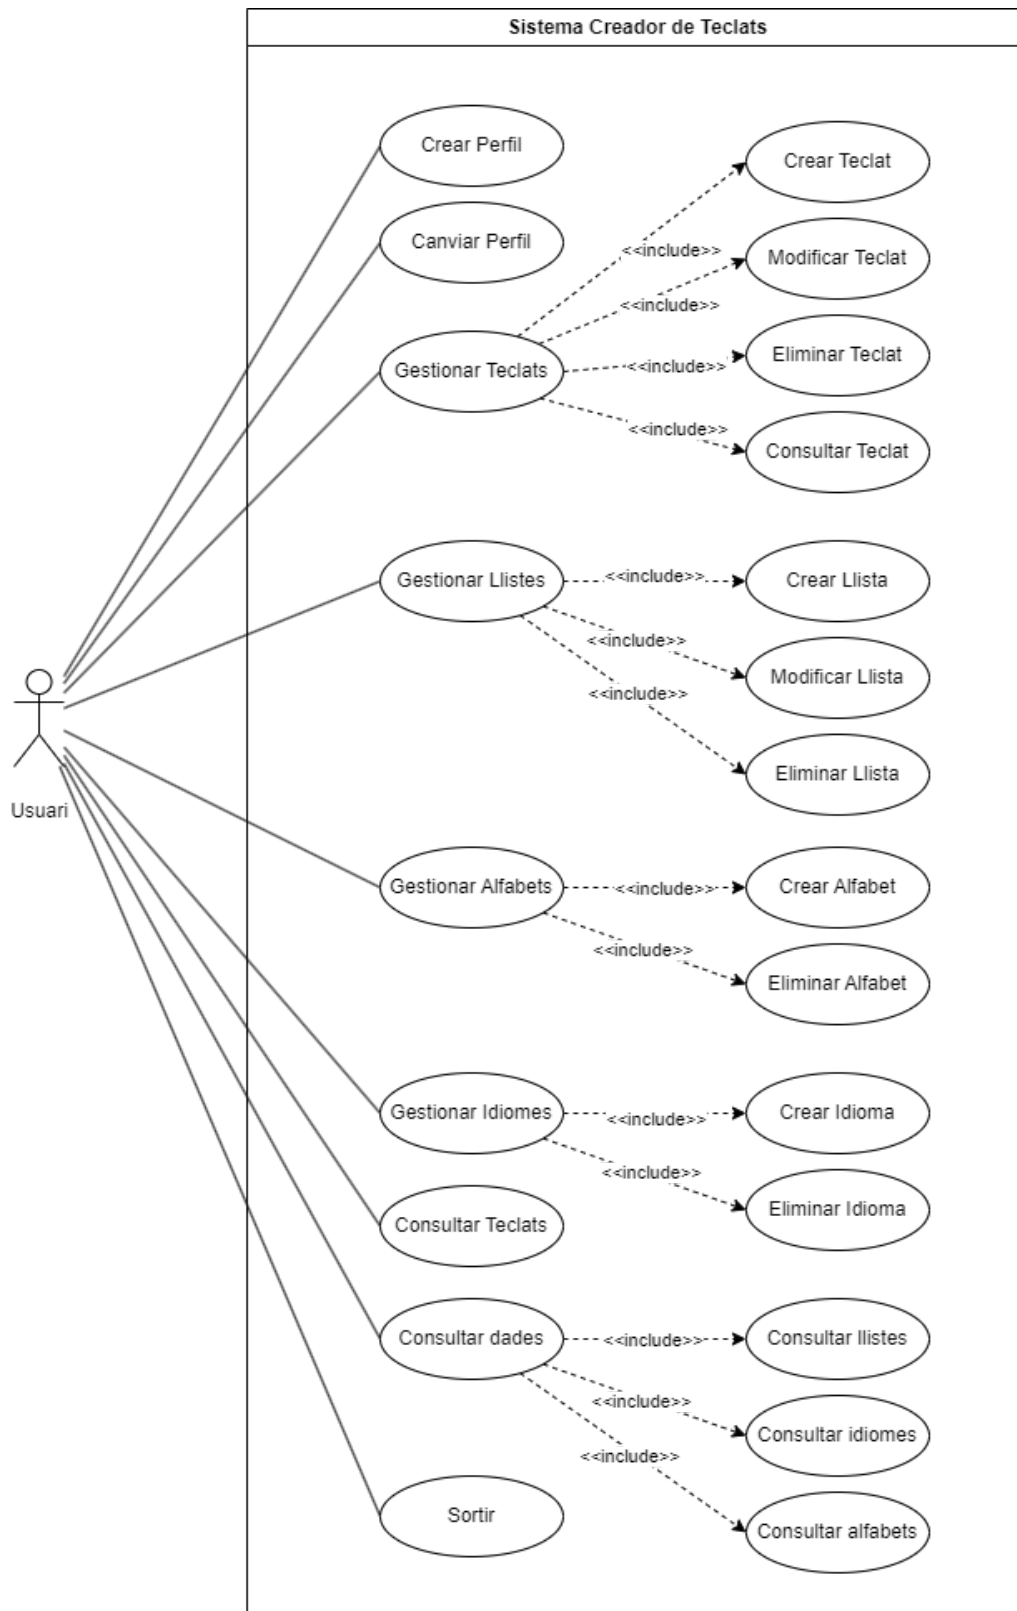 Sistema Creador de Teclats
Crear Perfil
Crear Teclat
Canviar Perfil
<<include>>
Modificar Teclat
<<include>>
Gestionar Teclats
<<include>>
Eliminar Teclat
<<include>>
Consultar Teclat
Gestionar Llistes
<<include>>
Crear Llista
<<include>>
Modificar Llista
<<include>>
Eliminar Llista
Usuari
Gestionar Alfabets
<<include>>
Crear Alfabet
<<include>>
Eliminar Alfabet
Gestionar Idiomes
<<include>>
Crear Idioma
<<include>>
Eliminar Idioma
Consultar Teclats
Consultar dades
<<include>>
Consultar llistes
<<include>>
Consultar idiomes
<<include>>
Consultar alfabets
Sortir